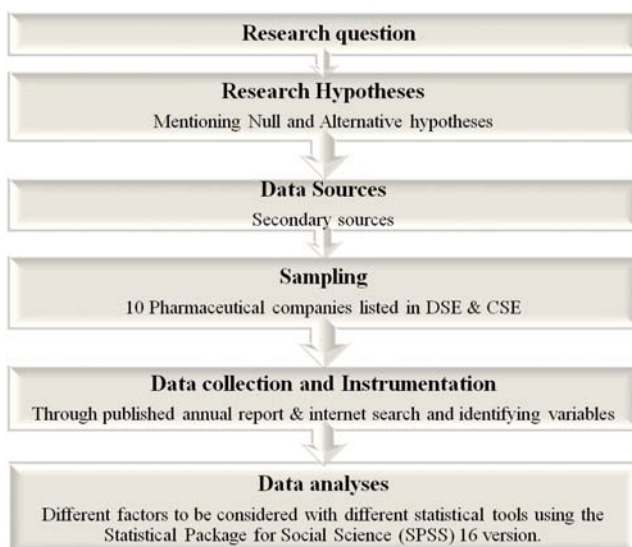 Research question
Research Hypotheses
Mentioning Null and Alternative hypotheses
Data Sources
Secondary sources
Sampling
10 Pharmaceutical companies listed in DSE & CSE
Data collection and Instrumentation
Through published annual report & internet search and identifying variables
Data analyses
Different factors to be considered with different statistical tools using the
Statistical Package for Social Science (SPSS) 16 version.